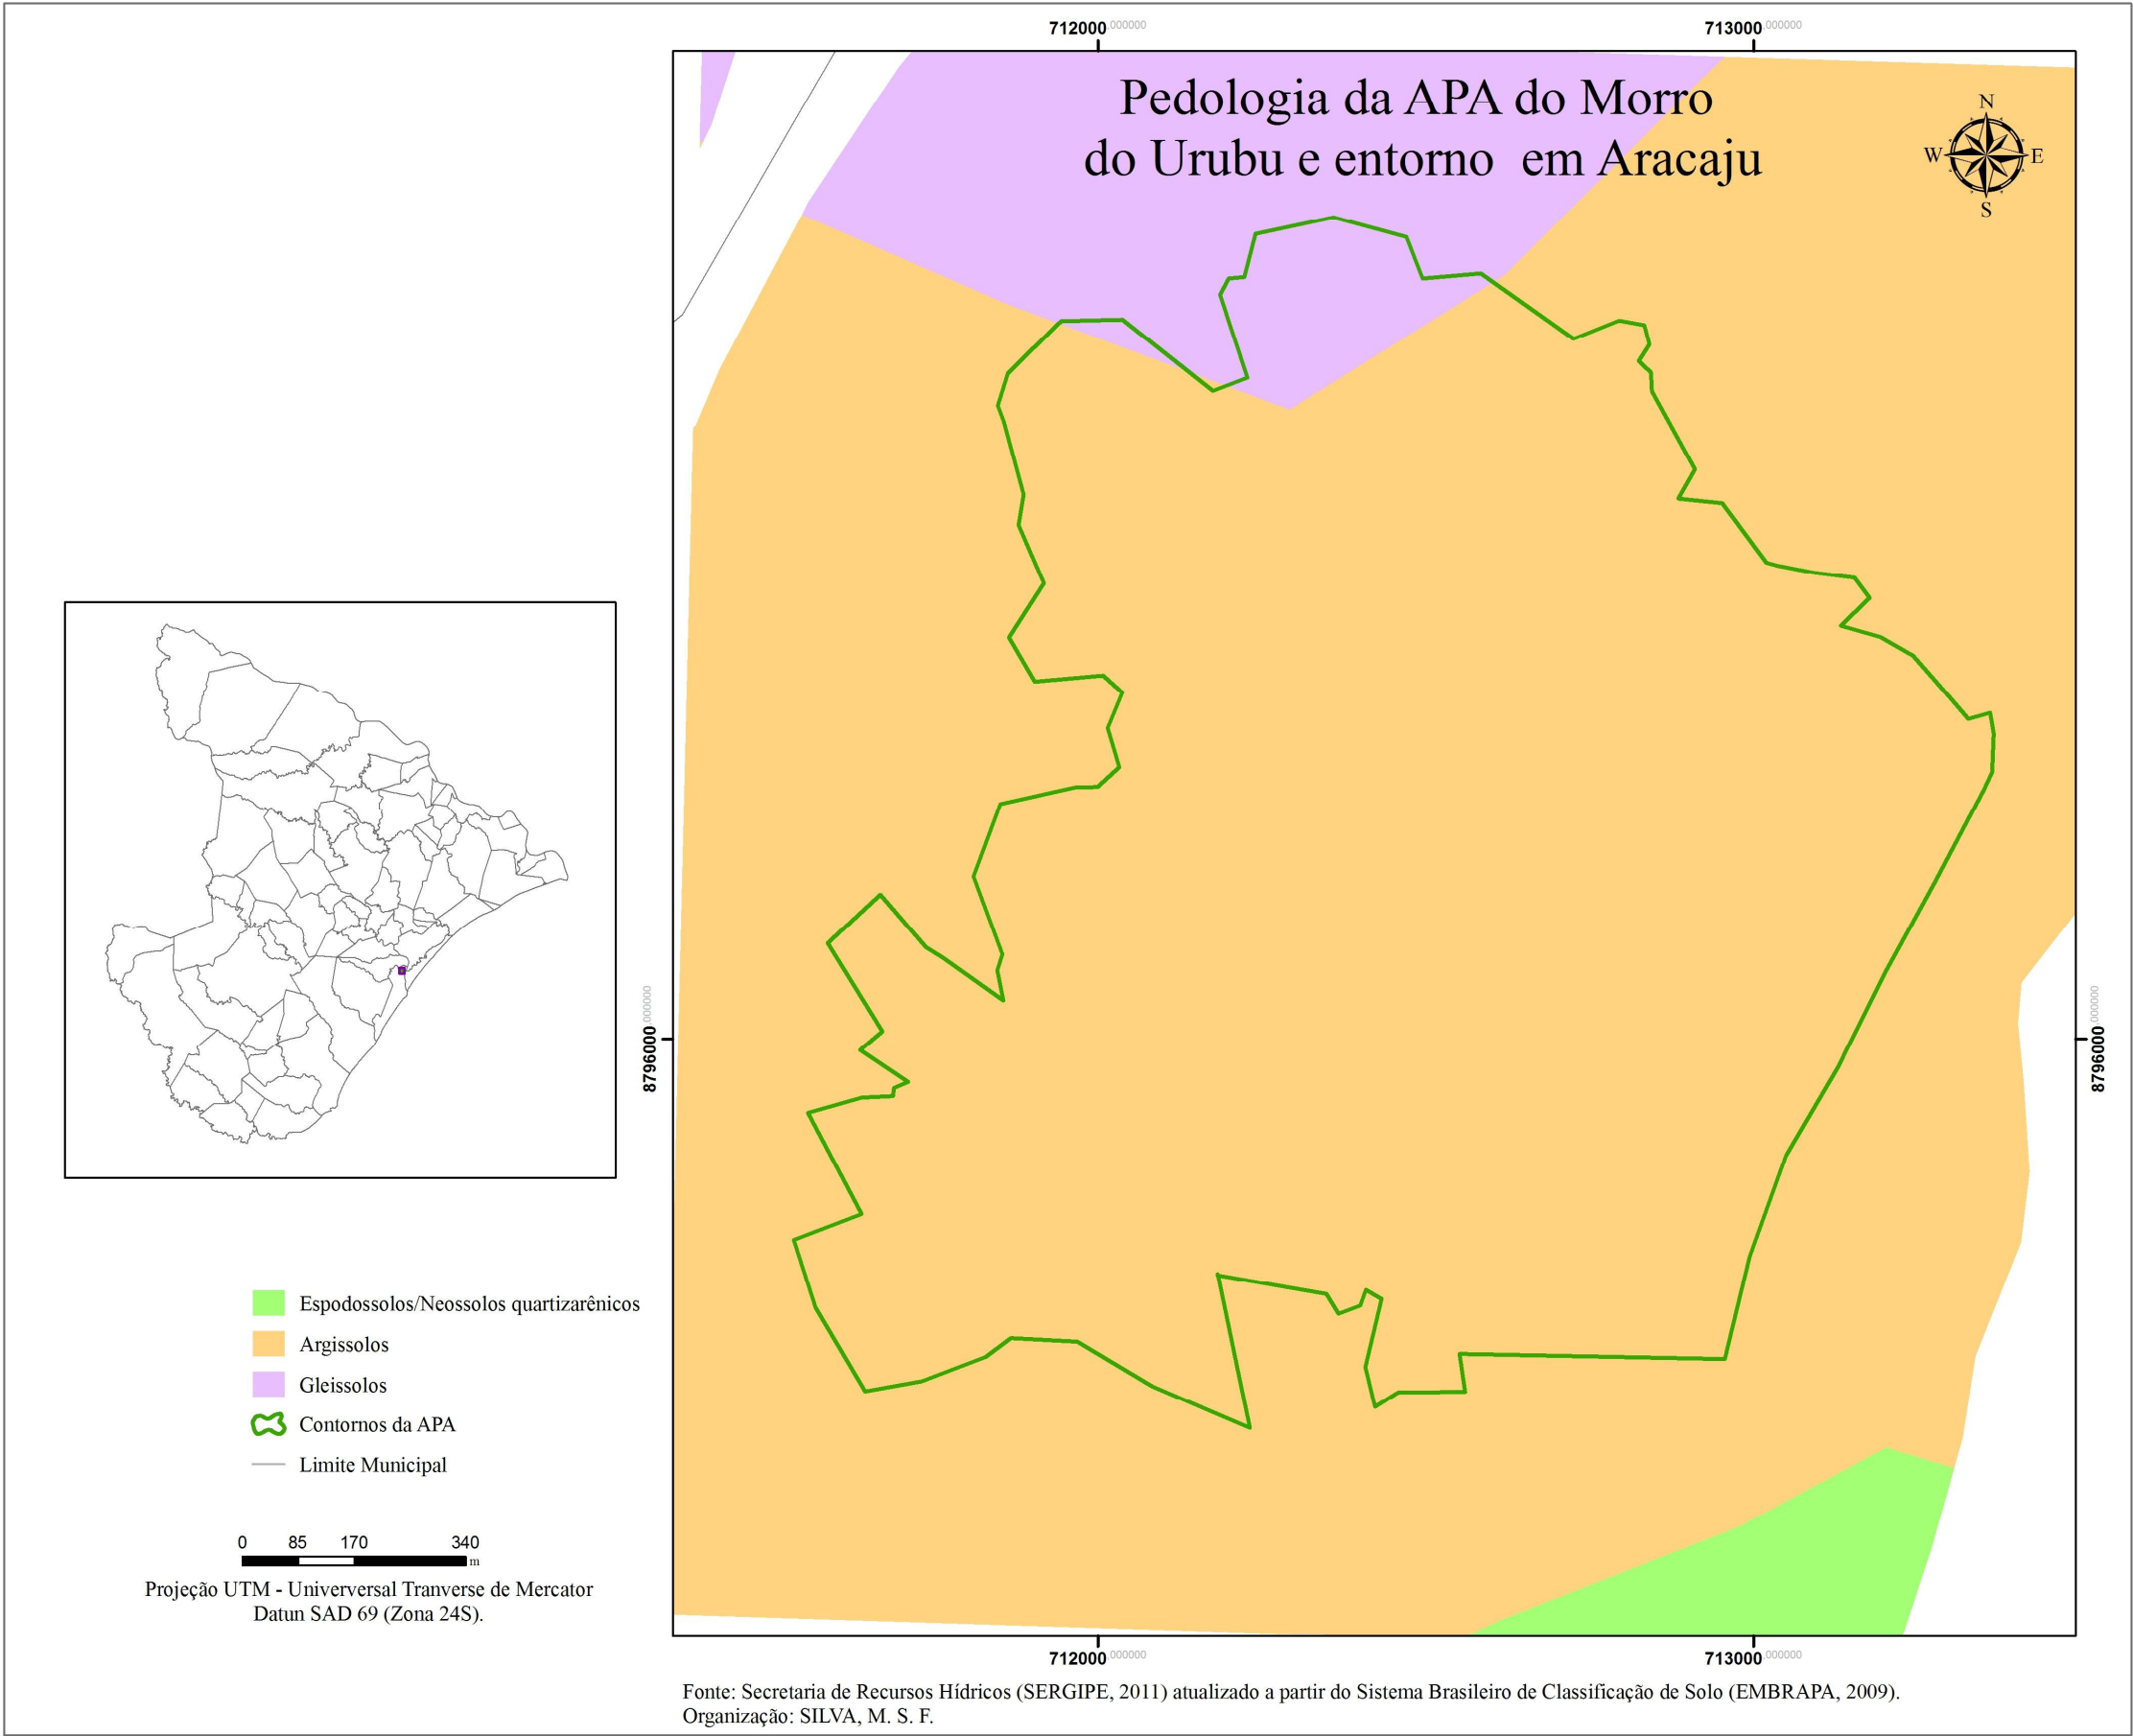 712000,000000
713000,000000
Pedologia da APA do Morro
do Urubu e entorno em Aracaju
N
W
E
S
8796000,000000
8796000,000000
Espodossolos/Neossolos quartizarênicos
Argissolos
Gleissolos
Contornos da APA
Limite Municipal
0 85 170 340
m
Projeção UTM - Univerversal Tranverse de Mercator
Datun SAD 69 (Zona 24S).
712000,000000
713000,000000
Fonte: Secretaria de Recursos Hídricos (SERGIPE, 2011) atualizado a partir do Sistema Brasileiro de Classificação de Solo (EMBRAPA, 2009).
Organização: SILVA, M. S. F.